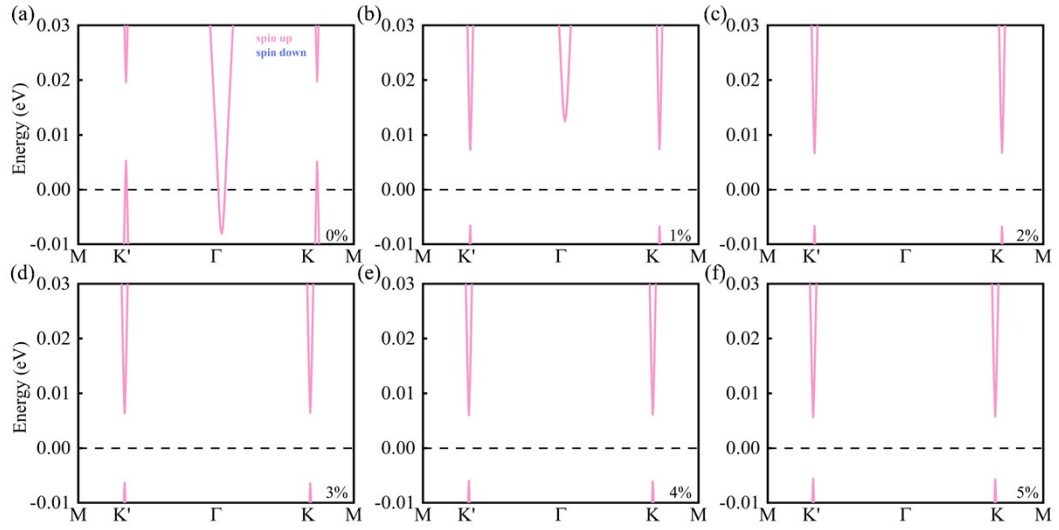 (a)
0.03
0.02
0.01
0.00
-0.01
Energy (eV)
spin up
spin down
0%
M K' Γ K M
(b)
0.03
0.02
0.01
0.00
-0.01
1%
M K' Γ K M
(c)
0.03
0.02
0.01
0.00
-0.01
2%
M K' Γ K M
(d)
0.03
0.02
0.01
0.00
-0.01
Energy (eV)
3%
M K' Γ K M
(e)
0.03
0.02
0.01
0.00
-0.01
4%
M K' Γ K M
(f)
0.03
0.02
0.01
0.00
-0.01
5%
M K' Γ K M